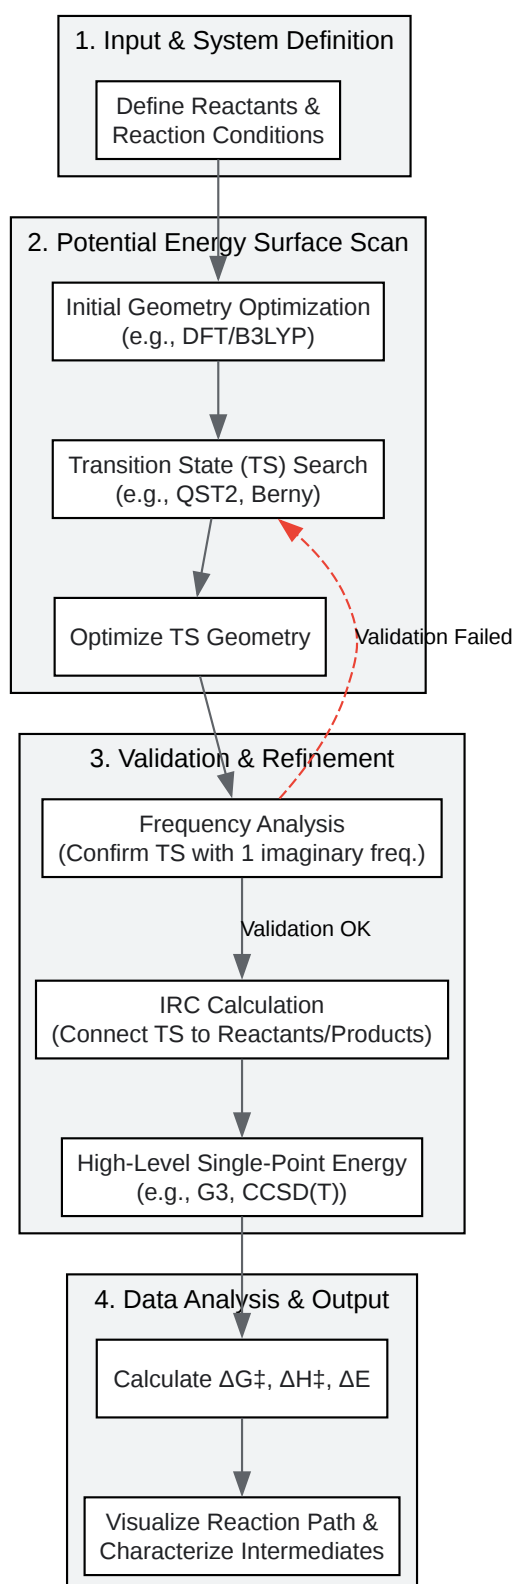 1. Input & System Definition
Define Reactants &
Reaction Conditions
2. Potential Energy Surface Scan
Initial Geometry Optimization
(e.g., DFT/B3LYP)
Transition State (TS) Search
(e.g., QST2, Berny)
Optimize TS Geometry
Validation Failed
3. Validation & Refinement
Frequency Analysis
(Confirm TS with 1 imaginary freq.)
Validation OK
IRC Calculation
(Connect TS to Reactants/Products)
High-Level Single-Point Energy
(e.g., G3, CCSD(T))
4. Data Analysis & Output
Calculate ΔG‡, ΔH‡, ΔE
Visualize Reaction Path &
Characterize Intermediates